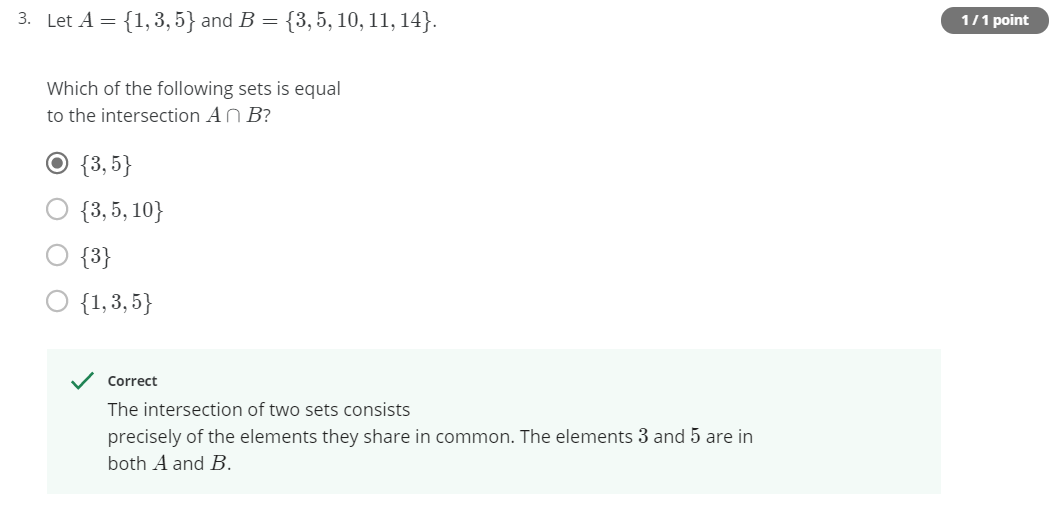 3. Let A = {1, 3, 5} and B = {3, 5, 10, 11, 14}.
1 / 1 point
Which of the following sets is equal
to the intersection A ∩ B?
{3, 5}
{3, 5, 10}
{3}
{1, 3, 5}
Correct
The intersection of two sets consists
precisely of the elements they share in common. The elements 3 and 5 are in
both A and B.